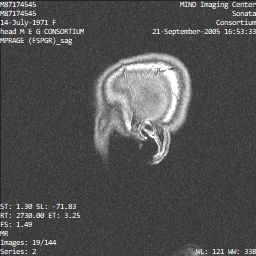 M87174545
M87174545
14-July-1971 F
head M E G CONSORTIUM
MPRAGE (FSPGR)_sag
MIND Imaging Center
Sonata
Consortium
21-September-2005 16:53:33
ST: 1.30 SL: -71.83
RT: 2730.00 ET: 3.25
FS: 1.49
MR
Images: 19/144
Series: 2
WL: 121 WW: 338